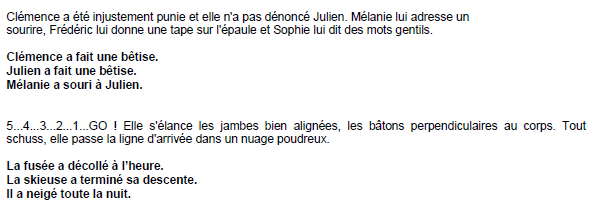 Clémence a été injustement punie et elle n'a pas dénoncé Julien. Mélanie lui adresse un
sourire, Frédéric lui donne une tape sur l'épaule et Sophie lui dit des mots gentils.
Clémence a fait une bêtise.
Julien a fait une bêtise.
Mélanie a souri à Julien.
5...4...3...2...1...GO ! Elle s'élance les jambes bien alignées, les bâtons perpendiculaires au corps. Tout
schuss, elle passe la ligne d'arrivée dans un nuage poudreux.
La fusée a décollé à l'heure.
La skieuse a terminé sa descente.
Il a neigé toute la nuit.